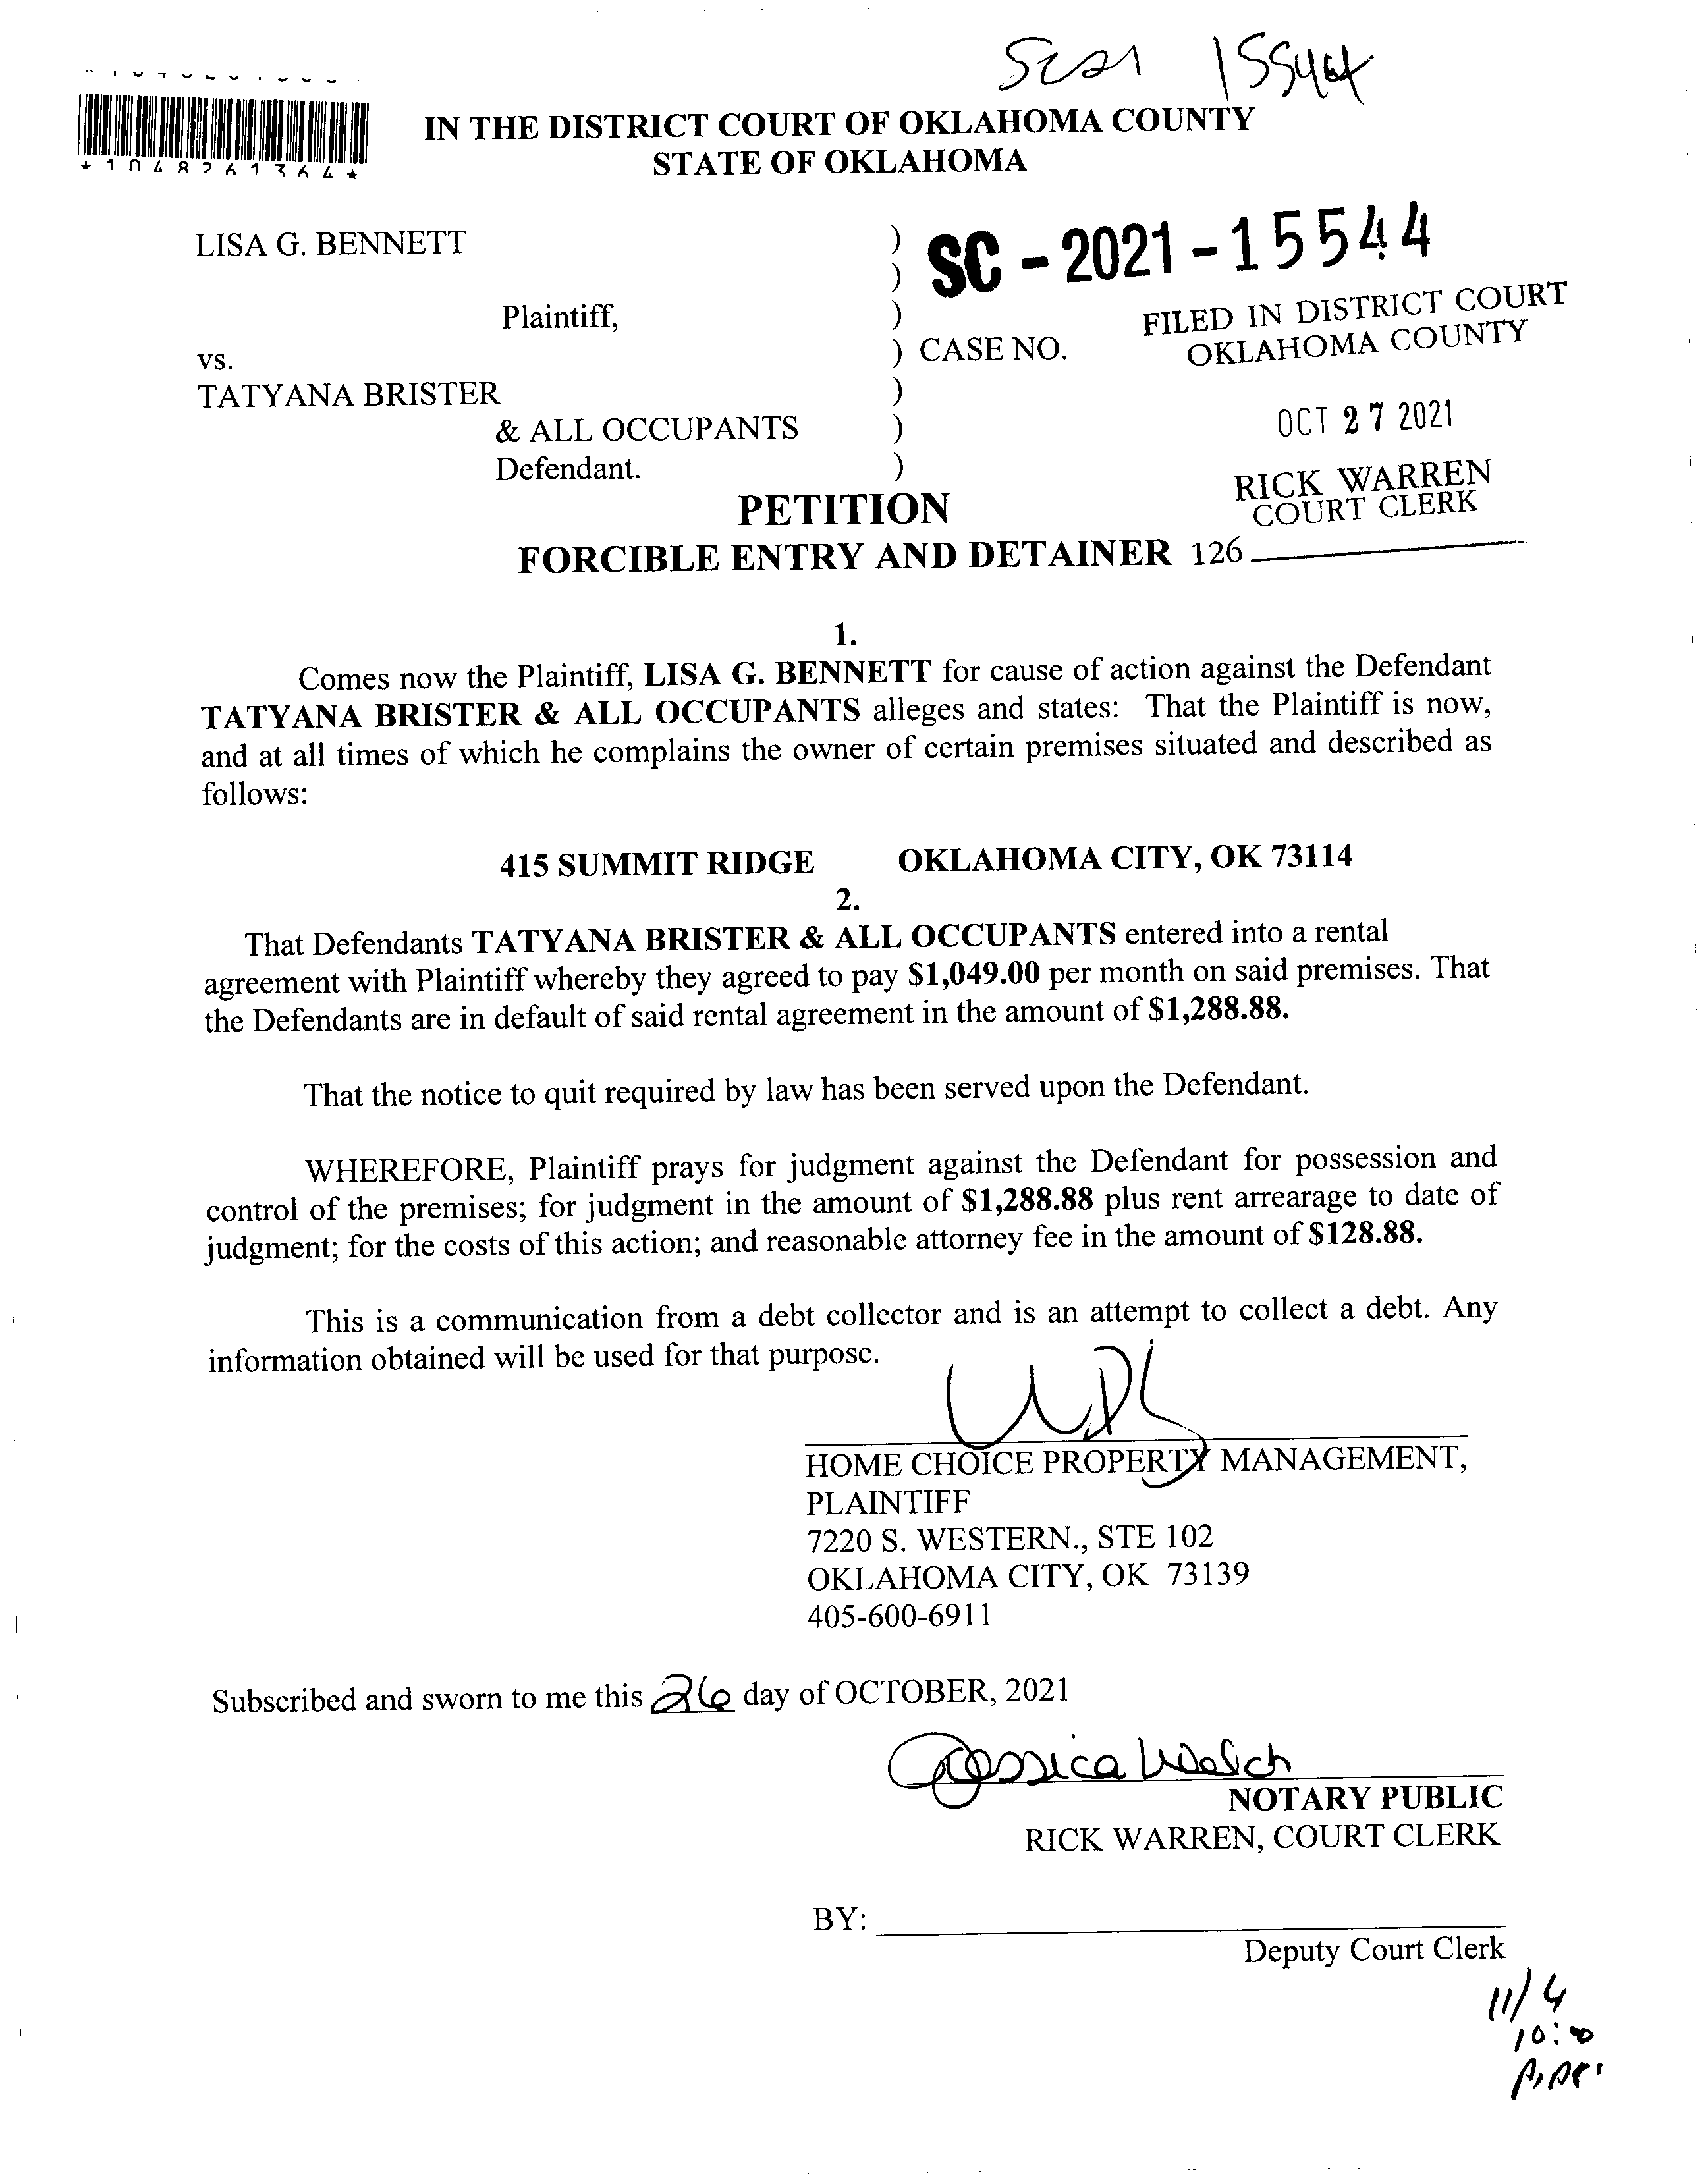 SC21 15544
IN THE DISTRICT COURT OF OKLAHOMA COUNTY
STATE OF OKLAHOMA
*1048261364*
LISA G. BENNETT )
)
Plaintiff, )
vs. ) CASE NO.
TATYANA BRISTER )
& ALL OCCUPANTS )
Defendant. )
SC - 2021 - 15544
FILED IN DISTRICT COURT
OKLAHOMA COUNTY
OCT 27 2021
RICK WARREN
COURT CLERK
126
PETITION
FORCIBLE ENTRY AND DETAINER
1.
Comes now the Plaintiff, LISA G. BENNETT for cause of action against the Defendant
TATYANA BRISTER & ALL OCCUPANTS alleges and states: That the Plaintiff is now,
and at all times of which he complains the owner of certain premises situated and described as
follows:
415 SUMMIT RIDGE OKLAHOMA CITY, OK 73114
2.
That Defendants TATYANA BRISTER & ALL OCCUPANTS entered into a rental
agreement with Plaintiff whereby they agreed to pay $1,049.00 per month on said premises. That
the Defendants are in default of said rental agreement in the amount of $1,288.88.
That the notice to quit required by law has been served upon the Defendant.
WHEREFORE, Plaintiff prays for judgment against the Defendant for possession and
control of the premises; for judgment in the amount of $1,288.88 plus rent arrearage to date of
judgment; for the costs of this action; and reasonable attorney fee in the amount of $128.88.
This is a communication from a debt collector and is an attempt to collect a debt. Any
information obtained will be used for that purpose.
HOME CHOICE PROPERTY MANAGEMENT,
PLAINTIFF
7220 S. WESTERN., STE 102
OKLAHOMA CITY, OK 73139
405-600-6911
Subscribed and sworn to me this 26 day of OCTOBER, 2021
Jessica Welch
NOTARY PUBLIC
RICK WARREN, COURT CLERK
BY:
Deputy Court Clerk
11/4
10:00